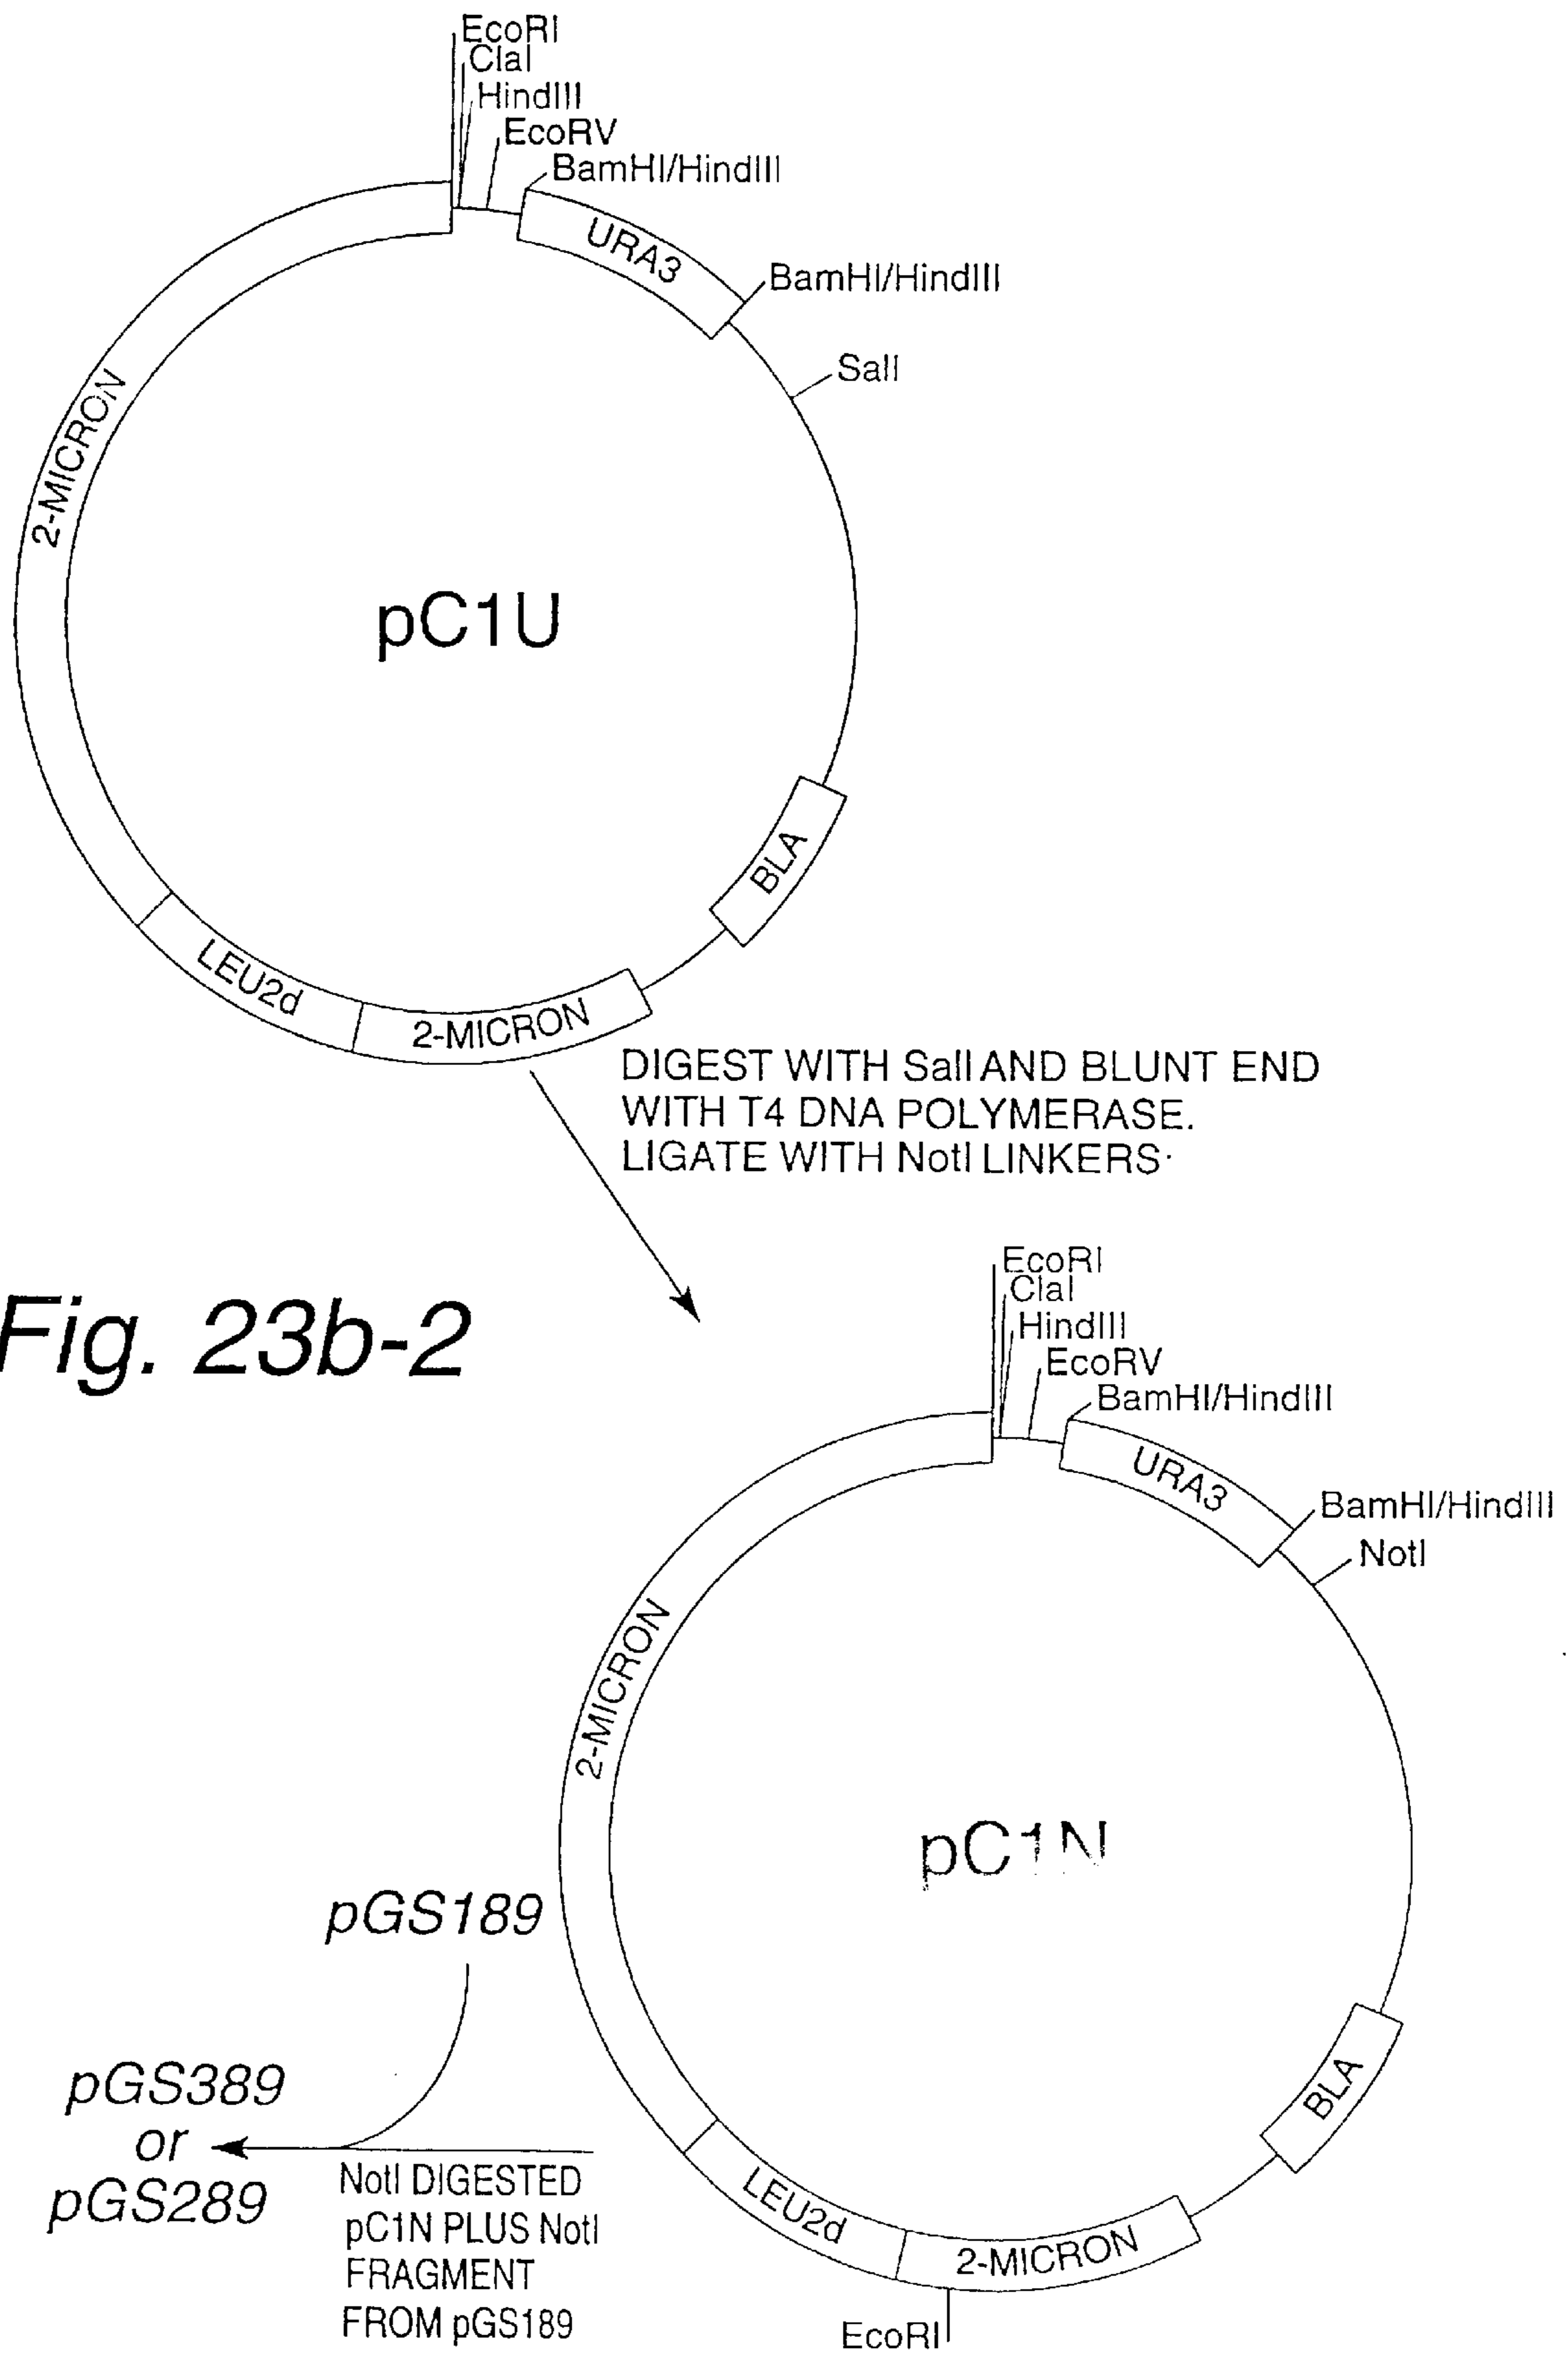 EcoRI
ClaI
HindIII
EcoRV
BamHI/HindIII
URA3
BamHI/HindIII
SalI
2-MICRON
pC1U
BLA
LEU2d
2-MICRON
DIGEST WITH SalI AND BLUNT END
WITH T4 DNA POLYMERASE.
LIGATE WITH NotI LINKERS.
Fig. 23b-2
EcoRI
ClaI
HindIII
EcoRV
BamHI/HindIII
URA3
BamHI/HindIII
NotI
2-MICRON
pC1N
pGS189
BLA
pGS389
or
pGS289
NotI DIGESTED
pC1N PLUS NotI
FRAGMENT
FROM pGS189
LEU2d
2-MICRON
EcoRI